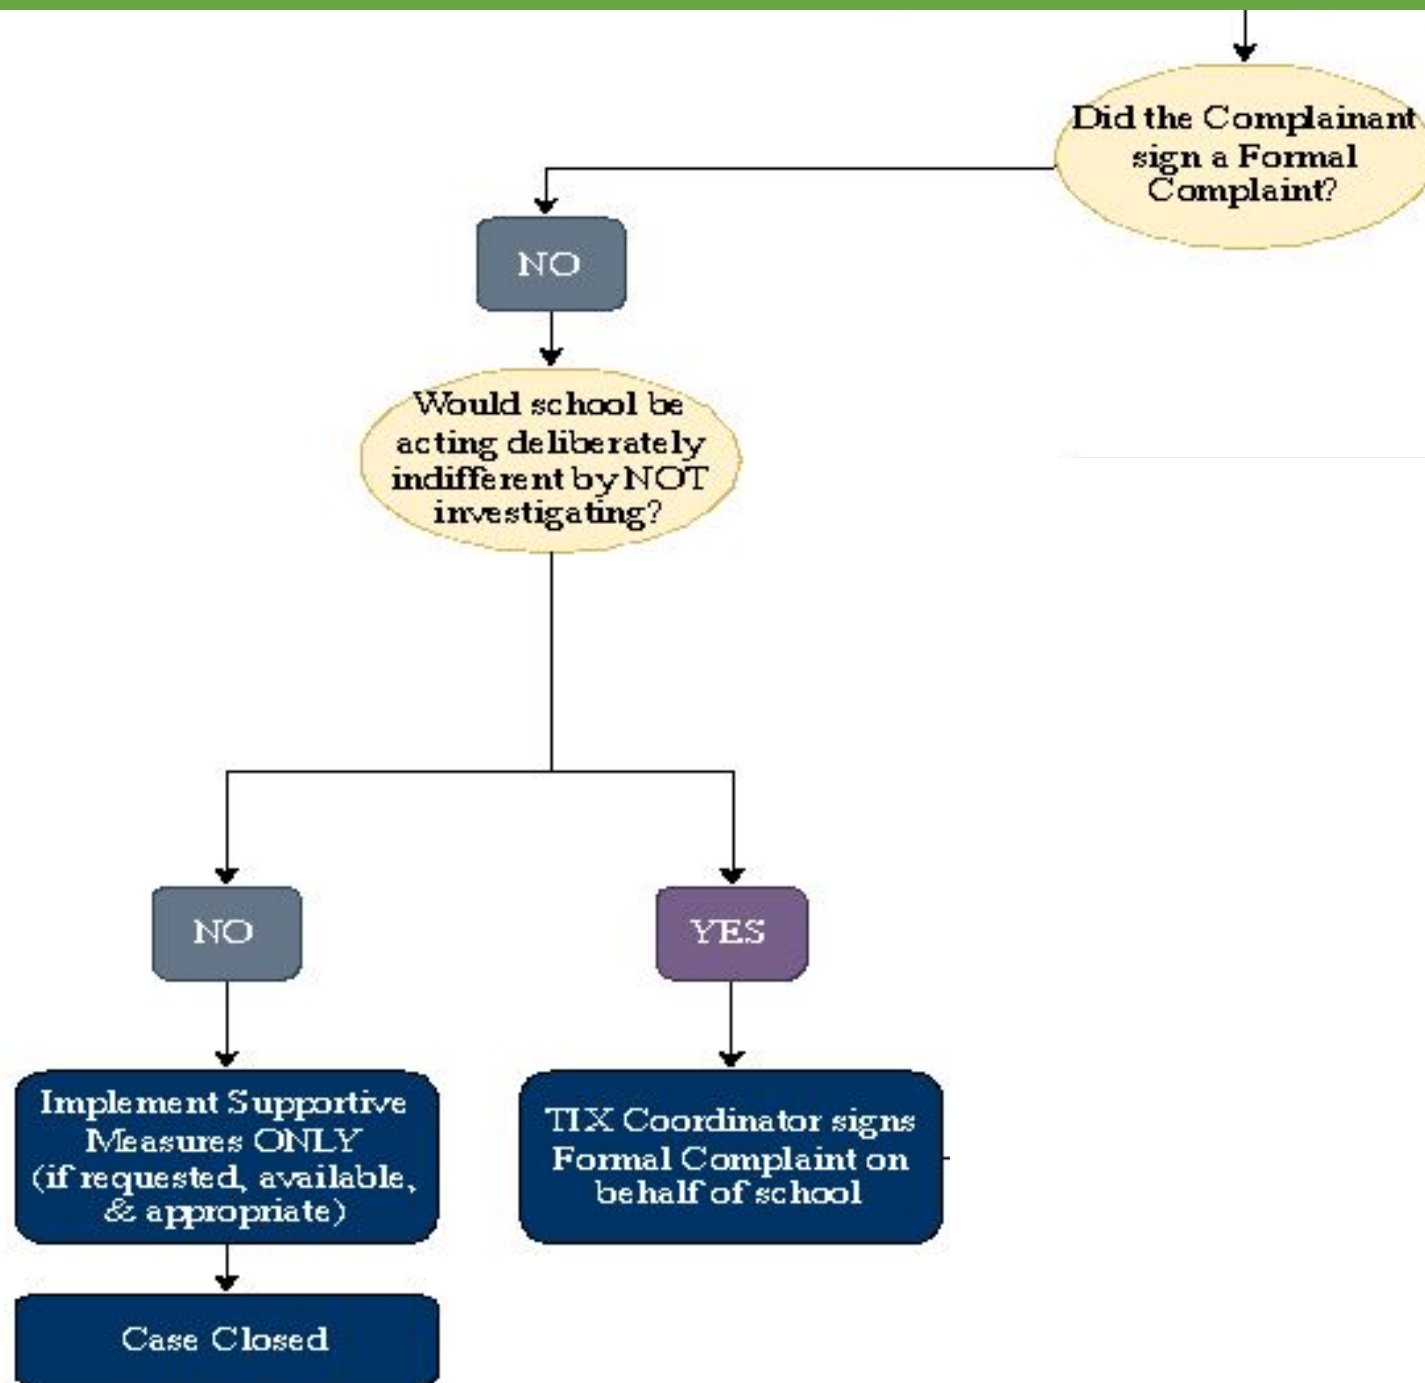 Did the Complainant
sign a Formal
Complaint?
NO
Would school be
acting deliberately
indifferent by NOT
investigating?
NO
YES
Implement Supportive
Measures ONLY
(if requested, available,
& appropriate)
TIX Coordinator signs
Formal Complaint on
behalf of school
Case Closed